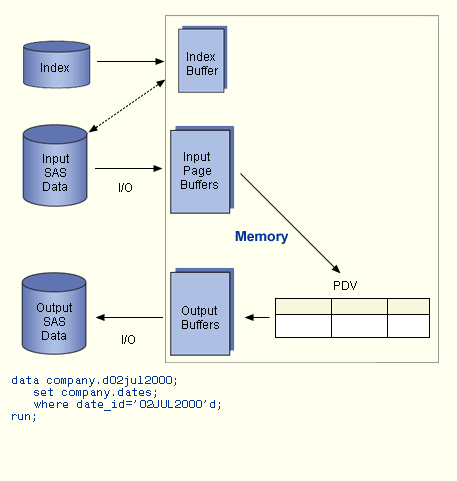 Index
Index
Buffer
Input
SAS
Data
I/O
Input
Page
Buffers
Memory
PDV
Output
SAS
Data
I/O
Output
Buffers
data company.d02jul2000;
set company.dates;
where date_id='02JUL2000'd;
run;